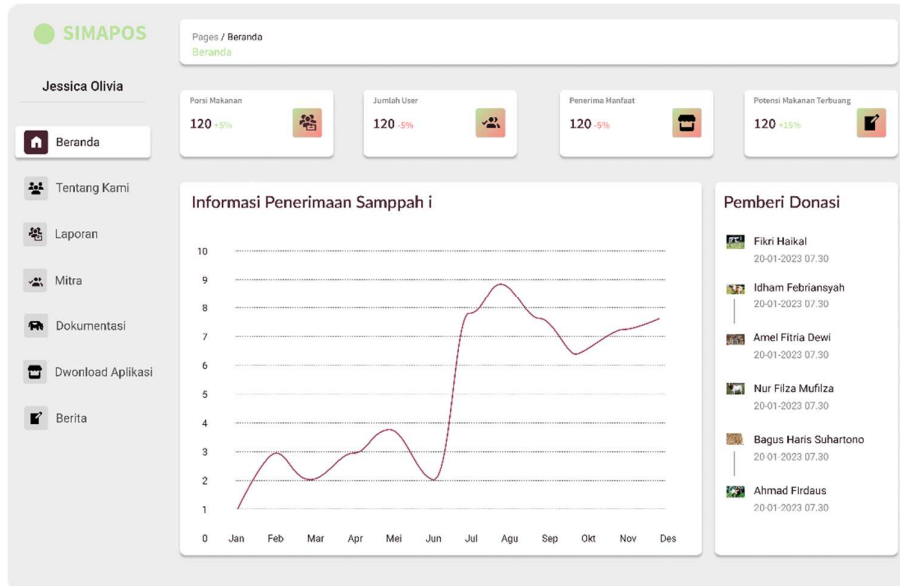 SIMAPOS
Jessica Olivia
Beranda
Tentang Kami
Laporan
Mitra
Dokumentasi
Dwonload Aplikasi
Berita
Pages / Beranda
Beranda
Porsi Makanan
120 +5%
Jumlah User
120 -5%
Penerima Manfaat
120 -5%
Potensi Makanan Terbuang
120 +15%
Informasi Penerimaan Samppah i
10
9
8
7
6
5
4
3
2
1
0 Jan Feb Mar Apr Mei Jun Jul Agu Sep Okt Nov Des
Pemberi Donasi
Fikri Haikal
20-01-2023 07.30
Idham Febriansyah
20-01-2023 07.30
Amel Fitria Dewi
20-01-2023 07.30
Nur Filza Mufilza
20-01-2023 07.30
Bagus Haris Suhartono
20-01-2023 07.30
Ahmad FIrdaus
20-01-2023 07.30